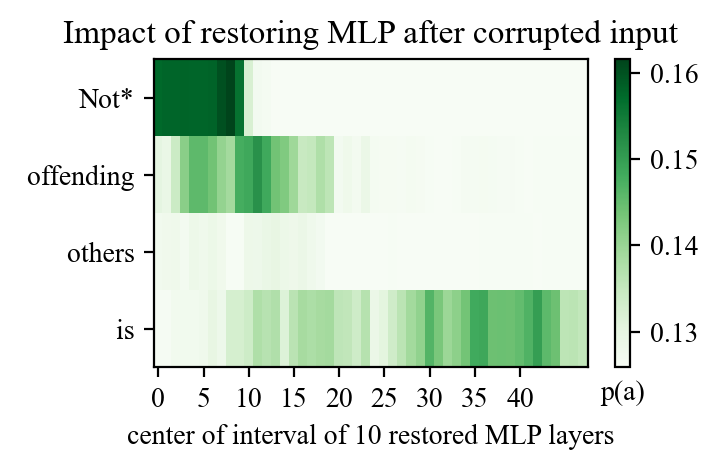 Impact of restoring MLP after corrupted input
Not*
offending
others
is
0 5 10 15 20 25 30 35 40
center of interval of 10 restored MLP layers
0.16
0.15
0.14
0.13
p(a)